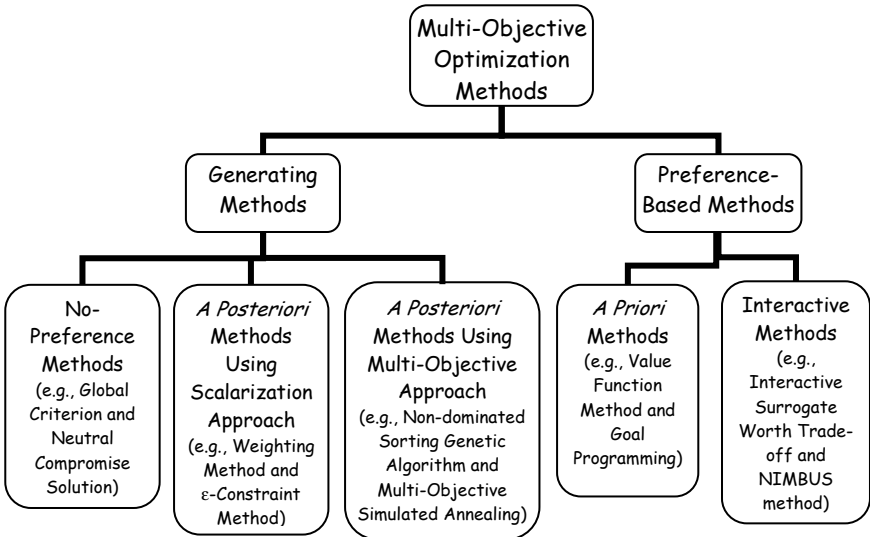 Multi-Objective
Optimization
Methods
Generating
Methods
Preference-
Based Methods
No-
Preference
Methods
(e.g., Global
Criterion and
Neutral
Compromise
Solution)
A Posteriori
Methods
Using
Scalarization
Approach
(e.g., Weighting
Method and
ε-Constraint
Method)
A Posteriori
Methods Using
Multi-Objective
Approach
(e.g., Non-dominated
Sorting Genetic
Algorithm and
Multi-Objective
Simulated Annealing)
A Priori
Methods
(e.g., Value
Function
Method and
Goal
Programming)
Interactive
Methods
(e.g.,
Interactive
Surrogate
Worth Trade-
off and
NIMBUS
method)